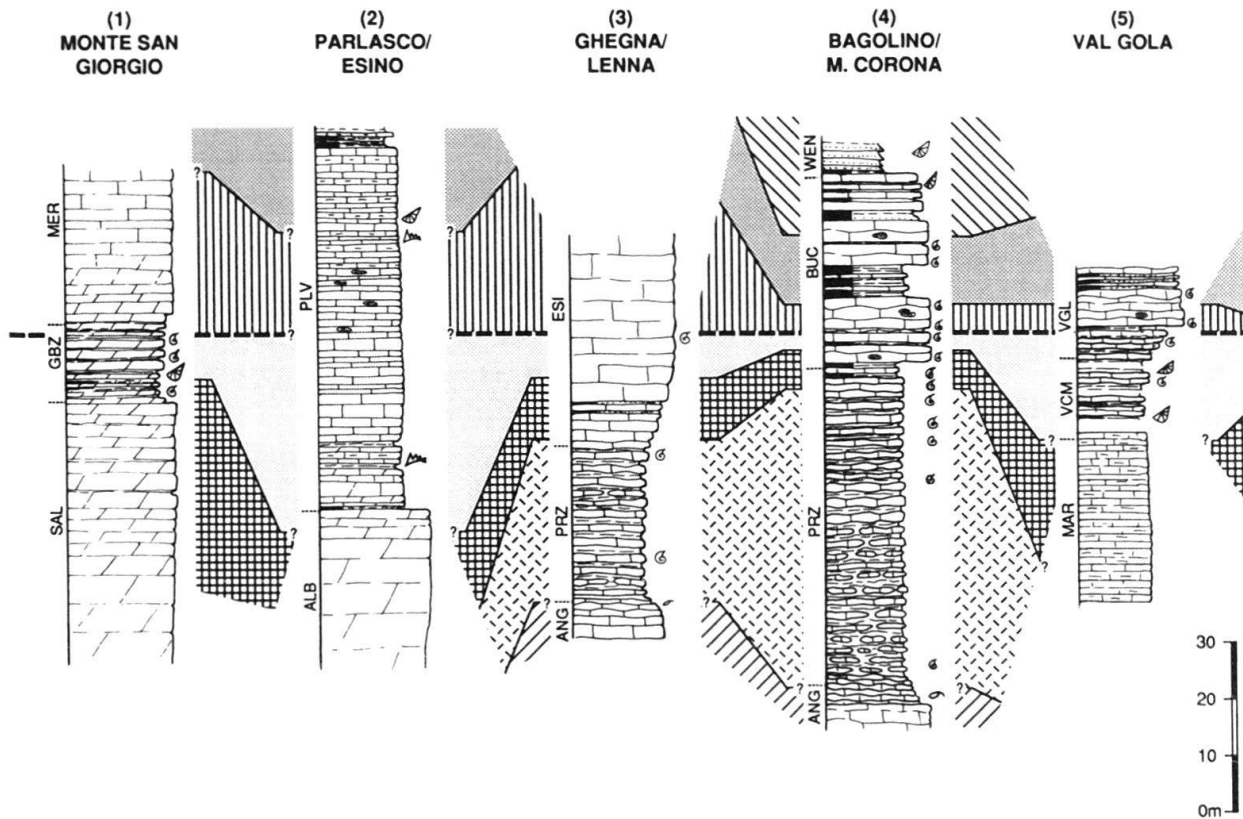 (1)
MONTE SAN
GIORGIO
(2)
PARLASCO/
ESINO
(3)
GHEGNA/
LENNA
(4)
BAGOLINO/
M. CORONA
(5)
VAL GOLA
MER
GBZ
SAL
?
?
?
PLV
ALB
?
?
ESI
PRZ
ANG
?
?
WEN
BUC
PRZ
ANG
?
?
?
?
VGL
VCM
MAR
?
30
20
10
0m